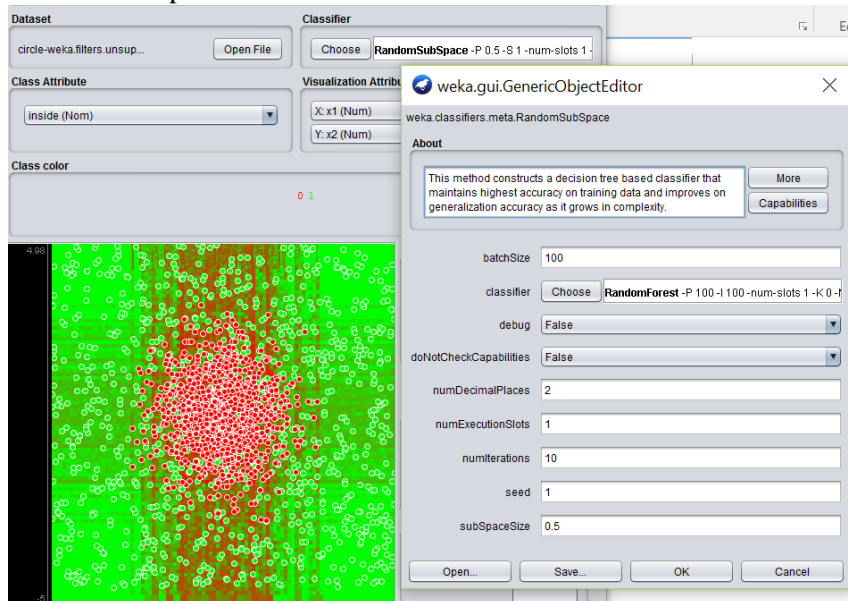 Dataset
Classifier
circle-weka.filters.unsup...
Open File
Choose
RandomSubSpace -P 0.5 -S 1 -num-slots 1 -
Class Attribute
Visualization Attribu
inside (Nom)
X: x1 (Num)
Y: x2 (Num)
Class color
0 1
4.98
-5
weka.gui.GenericObjectEditor
weka.classifiers.meta.RandomSubSpace
About
This method constructs a decision tree based classifier that
maintains highest accuracy on training data and improves on
generalization accuracy as it grows in complexity.
More
Capabilities
batchSize 100
classifier Choose RandomForest -P 100 -I 100 -num-slots 1 -K 0 -
debug False
doNotCheckCapabilities False
numDecimalPlaces 2
numExecutionSlots 1
numIterations 10
seed 1
subSpaceSize 0.5
Open... Save... OK Cancel